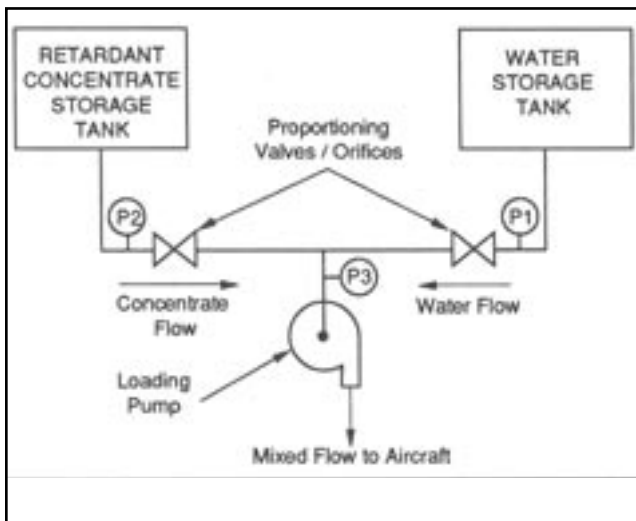 RETARDANT
CONCENTRATE
STORAGE
TANK
WATER
STORAGE
TANK
Proportioning
Valves / Orifices
P2
P1
P3
Concentrate
Flow
Water Flow
Loading
Pump
Mixed Flow to Aircraft